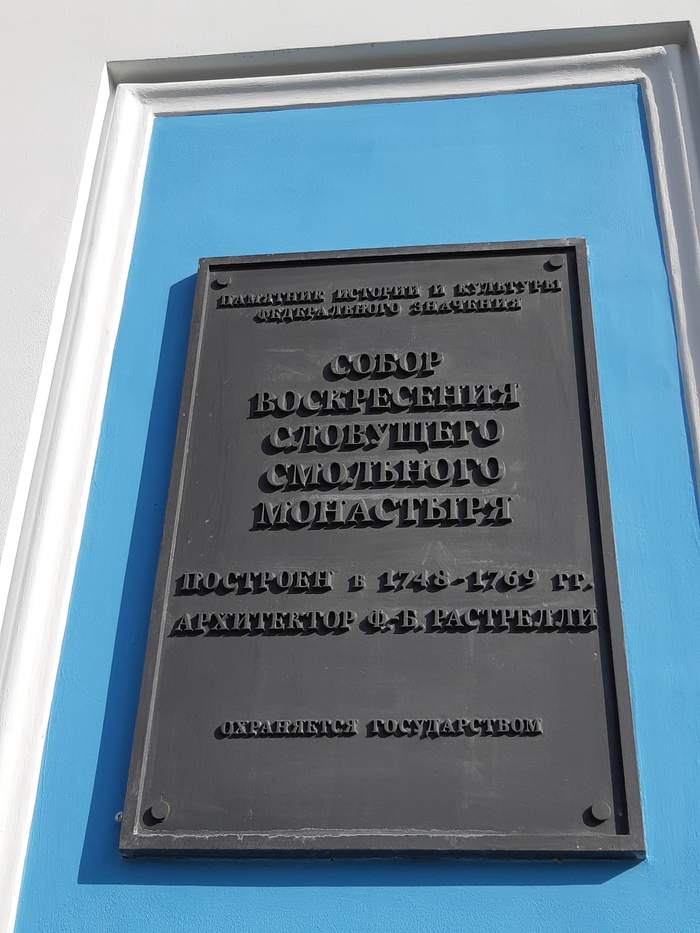 ПАМЯТНИК ИСТОРИИ И КУЛЬТУРЫ
ФЕДЕРАЛЬНОГО ЗНАЧЕНИЯ
СОБОР
ВОСКРЕСЕНИЯ
СЛОВУЩЕГО
СМОЛЬНОГО
МОНАСТЫРЯ
ПОСТРОЕН в 1748-1769 гг.
АРХИТЕКТОР Ф.-Б. РАСТРЕЛЛИ
ОХРАНЯЕТСЯ ГОСУДАРСТВОМ